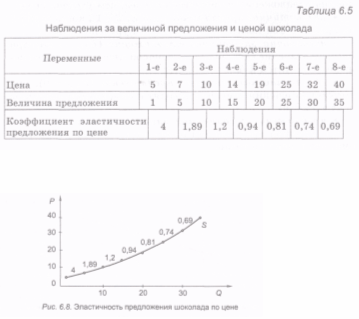 Таблица 6.5
Наблюдения за величиной предложения и ценой шоколада
Переменные
Наблюдения
1-е 2-е 3-е 4-е 5-е 6-е 7-е 8-е
Цена 5 7 10 14 19 25 32 40
Величина предложения 1 5 10 15 20 25 30 35
Коэффициент эластичности
предложения по цене
4 1,89 1,2 0,94 0,81 0,74 0,69
P
40
30
20
10
0
4 1,89 1,2 0,94 0,81 0,74 0,69 S
10 20 30 Q
Рис. 6.8. Эластичность предложения шоколада по цене